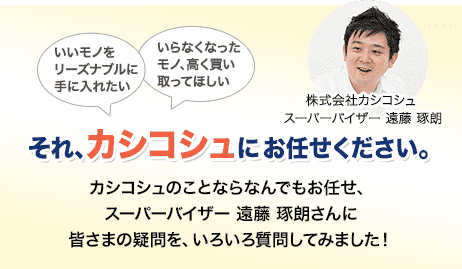 いいモノを
リーズナブルに
手に入れたい
いらなくなった
モノ、高く買い
取ってほしい
株式会社カシコシュ
スーパーバイザー 遠藤 琢朗
それ、カシコシュにお任せください。
カシコシュのことならなんでもお任せ、
スーパーバイザー 遠藤 琢朗さんに
皆さまの疑問を、いろいろ質問してみました！